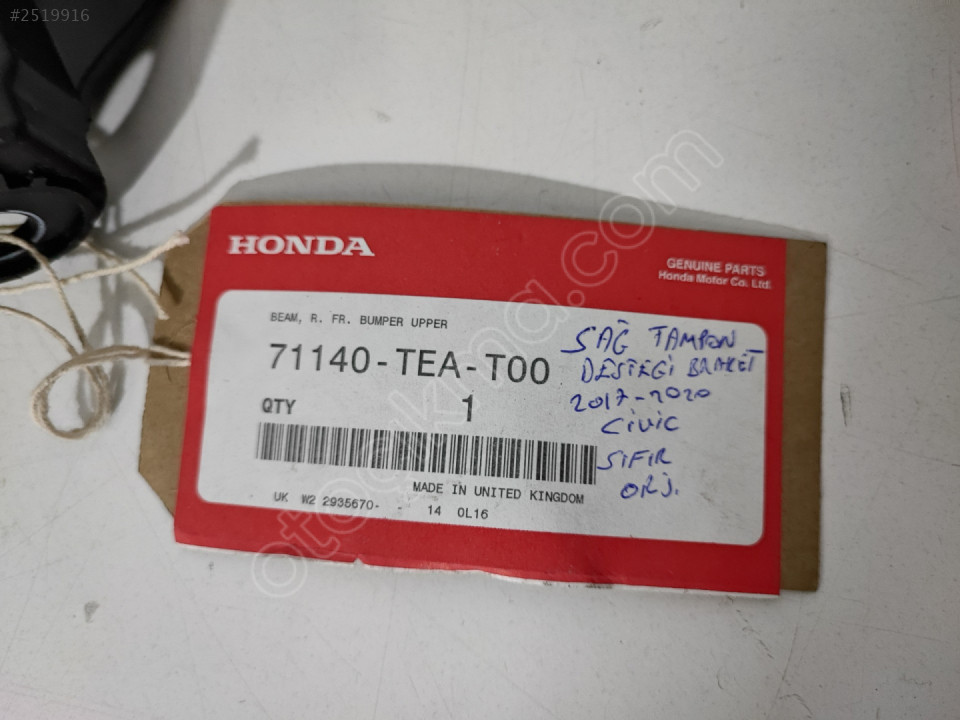 #2519916
HONDA
GENUINE PARTS
Honda Motor Co. Ltd.
BEAM, R. FR. BUMPER UPPER
71140-TEA-T00
QTY 1
MADE IN UNITED KINGDOM
UK W2 2935670- - 14 0L16
SAĞ TAMPON
DESTEĞİ BRAKET
2017-2020
CİVİC
SIFIR
ORJ.
otocikma.com